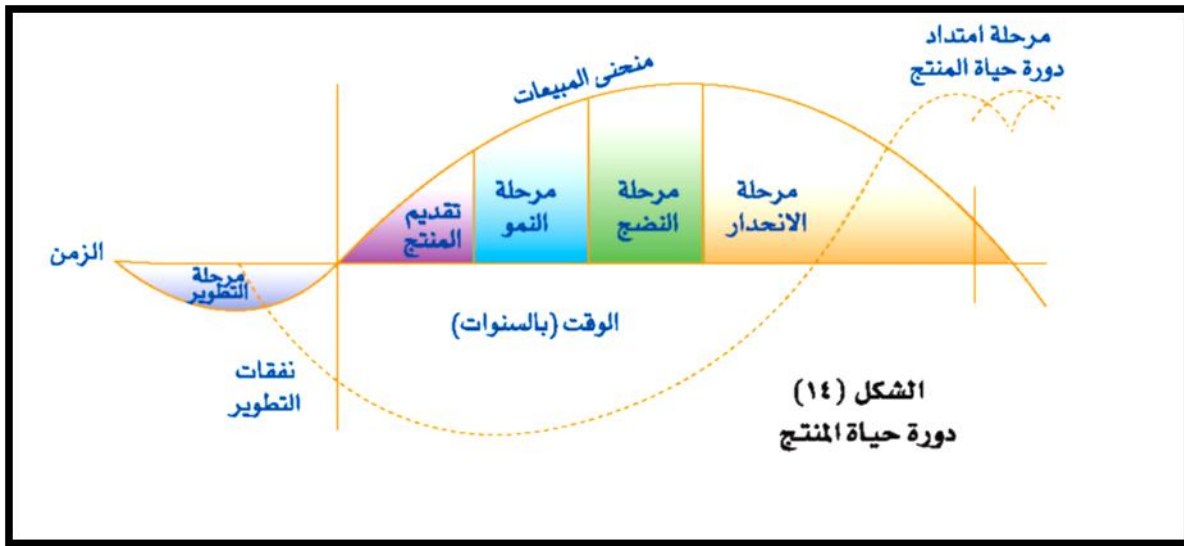 مرحلة امتداد
دورة حياة المنتج
منحنى المبيعات
تقديم
المنتج
مرحلة
النمو
مرحلة
النضج
مرحلة
الانحدار
الزمن
مرحلة
التطوير
الوقت (بالسنوات)
نفقات
التطوير
الشكل (١٤)
دورة حياة المنتج